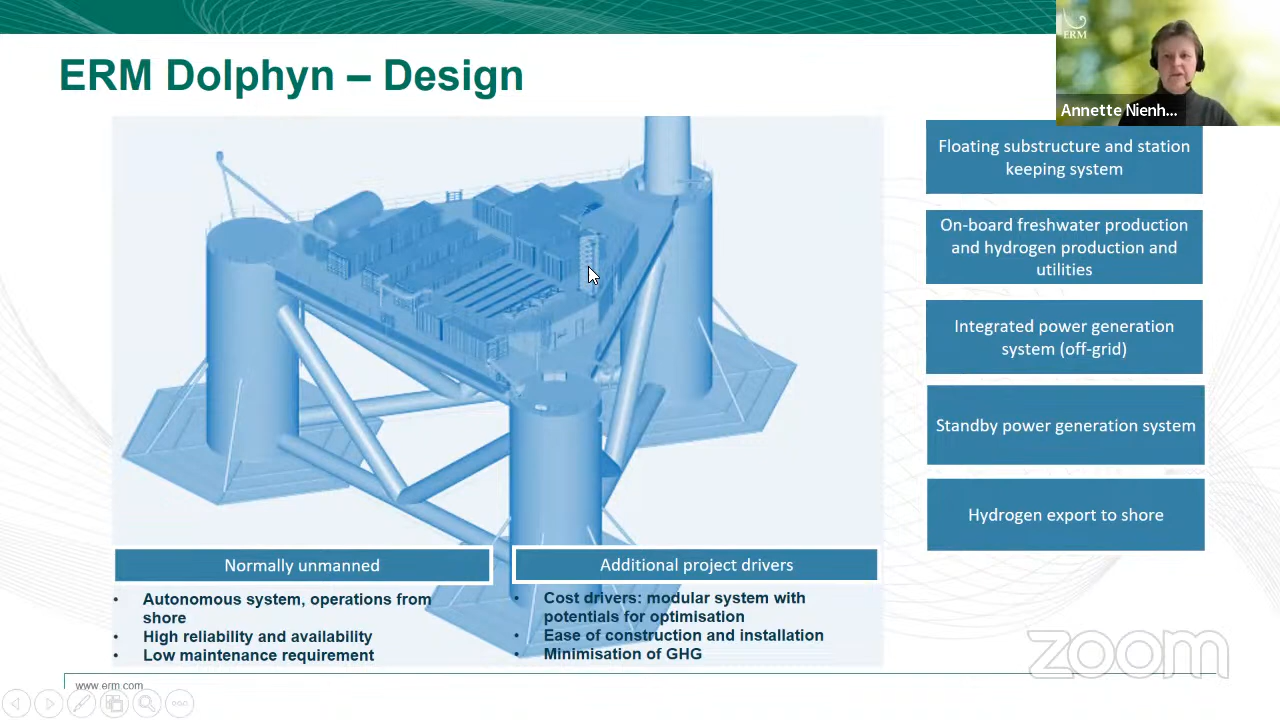 ERM Dolphyn – Design
ERM
Annette Nienh...
Floating substructure and station
keeping system
On-board freshwater production
and hydrogen production and
utilities
Integrated power generation
system (off-grid)
Standby power generation system
Hydrogen export to shore
Normally unmanned
• Autonomous system, operations from
shore
• High reliability and availability
• Low maintenance requirement
Additional project drivers
• Cost drivers: modular system with
potentials for optimisation
• Ease of construction and installation
• Minimisation of GHG
zoom
www erm com